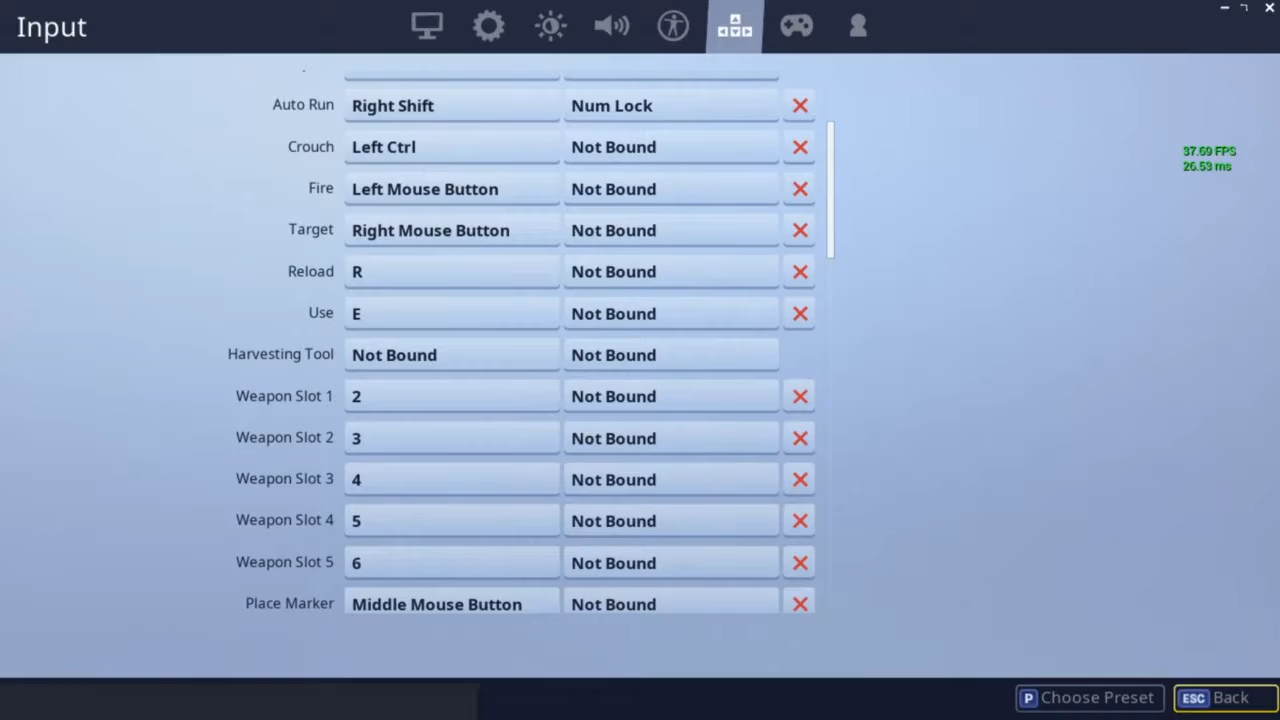 Input
Auto Run Right Shift Num Lock
37.69 FPS
Crouch Left Ctrl Not Bound
26.53 ms
Fire Left Mouse Button Not Bound
Target Right Mouse Button Not Bound
Reload R Not Bound
Use E Not Bound
Harvesting Tool Not Bound Not Bound
Weapon Slot 1 2 Not Bound
Weapon Slot 2 3 Not Bound
Weapon Slot 3 4 Not Bound
Weapon Slot 4 5 Not Bound
Weapon Slot 5 6 Not Bound
Place Marker Middle Mouse Button Not Bound
P Choose Preset ESC Back